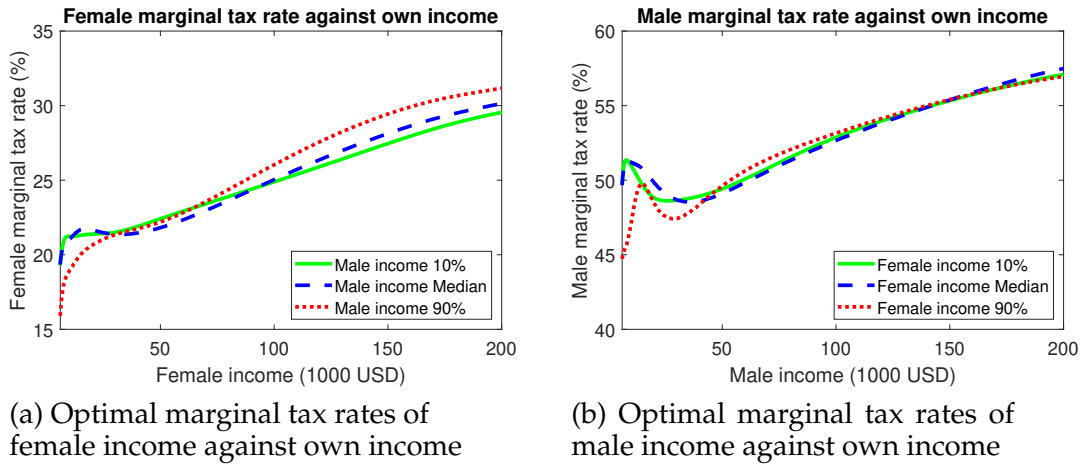 Female marginal tax rate against own income
Female marginal tax rate (%)
35
30
25
20
15
50
100
150
200
Female income (1000 USD)
Male income 10%
Male income Median
Male income 90%
(a) Optimal marginal tax rates of
female income against own income
Male marginal tax rate against own income
Male marginal tax rate (%)
60
55
50
45
40
50
100
150
200
Male income (1000 USD)
Female income 10%
Female income Median
Female income 90%
(b) Optimal marginal tax rates of
male income against own income